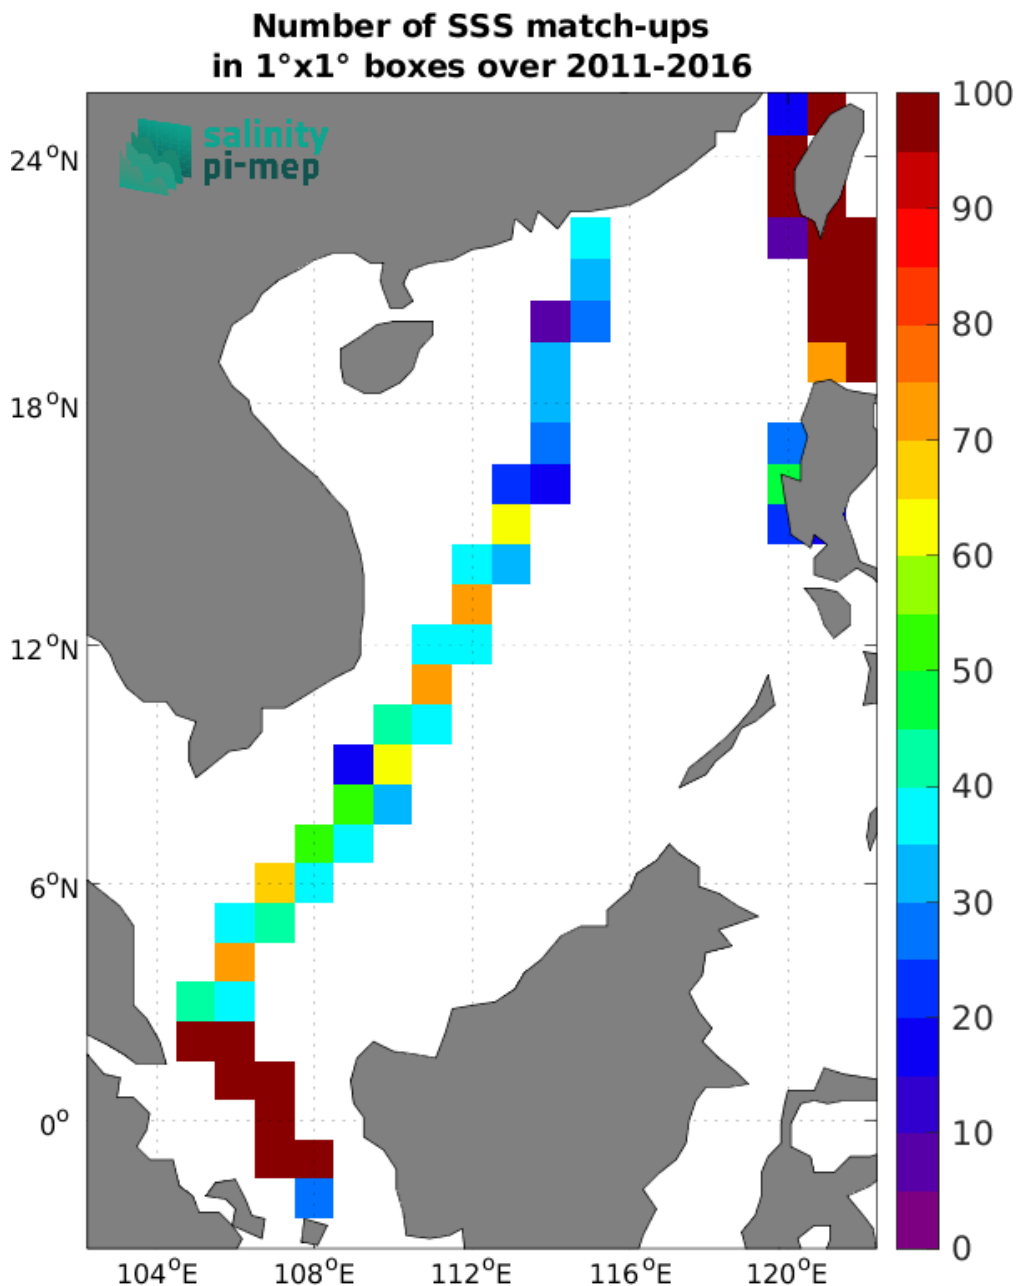 Number of SSS match-ups
in 1°x1° boxes over 2011-2016
salinity
pi-mep
24°N
18°N
12°N
6°N
0°
104°E 108°E 112°E 116°E 120°E
100
90
80
70
60
50
40
30
20
10
0